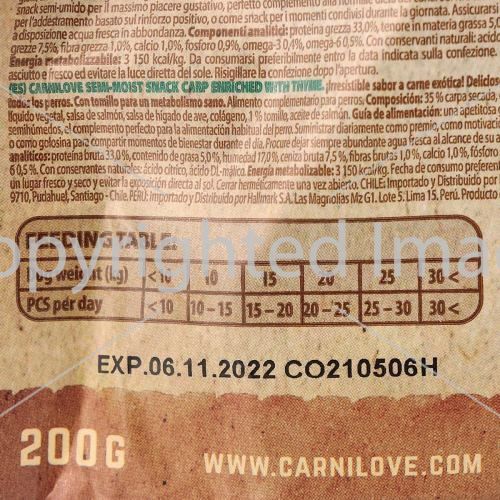 snack semi-umido per il massimo piacere gustativo, perfetto complemento alla normale dieta
per l'addestramento basato sul rinforzo positivo, o come snack per i momenti condivisi durante la giornata. Assicurarsi
a disposizione acqua fresca in abbondanza. Componenti analitici: proteina grezza 33,0%, tenore in materia grassa 5,
grezze 7,5%, fibra grezza 1,0%, calcio 1,0%, fosforo 0,9%, omega-3 0,4%, omega-6 0,5%. Con conservanti naturali: acido
Energia metabolizzabile: 3 150 kcal/kg. Da consumarsi preferibilmente entro la data indicata sulla confezione.
asciutto e fresco ed evitare la luce diretta del sole. Risigillare la confezione dopo l'apertura.
(ES) CARNILOVE SEMI-MOIST SNACK CARP ENRICHED WITH THYME. ¡Irresistible sabor a carne exótica! Delicios
todos los perros. Con tomillo para un metabolismo sano. Alimento complementario para perros. Composición: 35% carpa secada,
líquido vegetal, salsa de salmón, salsa de hígado de ave, colágeno, 1% tomillo, aceite de salmón. Guía de alimentación: una apetitosa
semihúmedos, el complemento perfecto para la alimentación habitual del perro. Suministrar diariamente como premio, como motivac
o como golosina para compartir momentos de bienestar durante el día. Procure dejar siempre abundante agua fresca al alcance de su
analíticos: proteína bruta 33,0%, contenido de grasa 5,0%, humedad 17,0%, ceniza bruta 7,5%, fibras brutas 1,0%, calcio 1,0%, fósforo
6 0,5%. Con conservantes naturales: ácido cítrico, ácido DL-málico. Energía metabolizable: 3 150 kcal/kg. Fecha de consumo preferent
un lugar fresco y seco y evitar la exposición directa al sol. Cerrar herméticamente una vez abierto. CHILE: Importado y Distribuido por
9710, Pudahuel, Santiago - Chile. PERÚ: Importado y Distribuido por Hallmark S.A. Las Magnolias Mz G1. Lote 5. Lima 15. Perú. Producto
FEEDING TABLE:
Dog weight (kg) <10 10 15 20 25 30<
PCS per day <10 10–15 15–20 20–25 25–30 30<
Copyrighted Image
EXP.06.11.2022 CO210506H
200G
WWW.CARNILOVE.COM